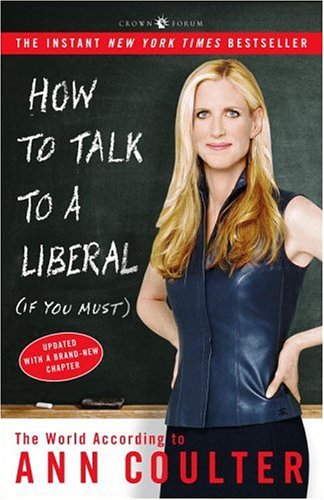 CROWN FORUM
THE INSTANT NEW YORK TIMES BESTSELLER
HOW
TO TALK
TO A
LIBERAL
(IF YOU MUST)
UPDATED
WITH A BRAND-NEW
CHAPTER
The World According to
ANN COULTER